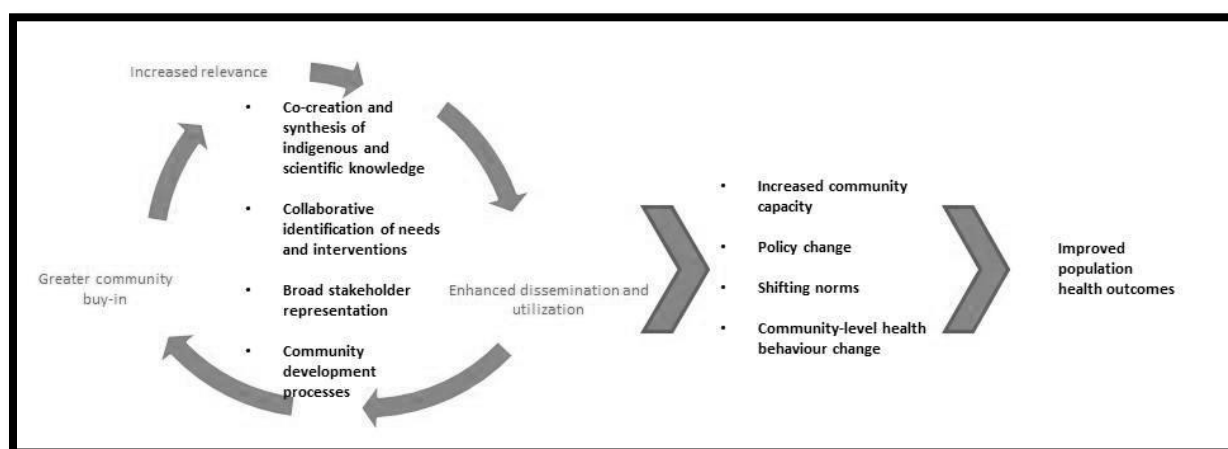 Increased relevance
• Co-creation and
synthesis of
indigenous and
scientific knowledge
• Collaborative
identification of needs
and interventions
• Broad stakeholder
representation
• Community
development
processes
Greater community
buy-in
Enhanced dissemination and
utilization
• Increased community
capacity
• Policy change
• Shifting norms
• Community-level health
behaviour change
Improved
population
health outcomes